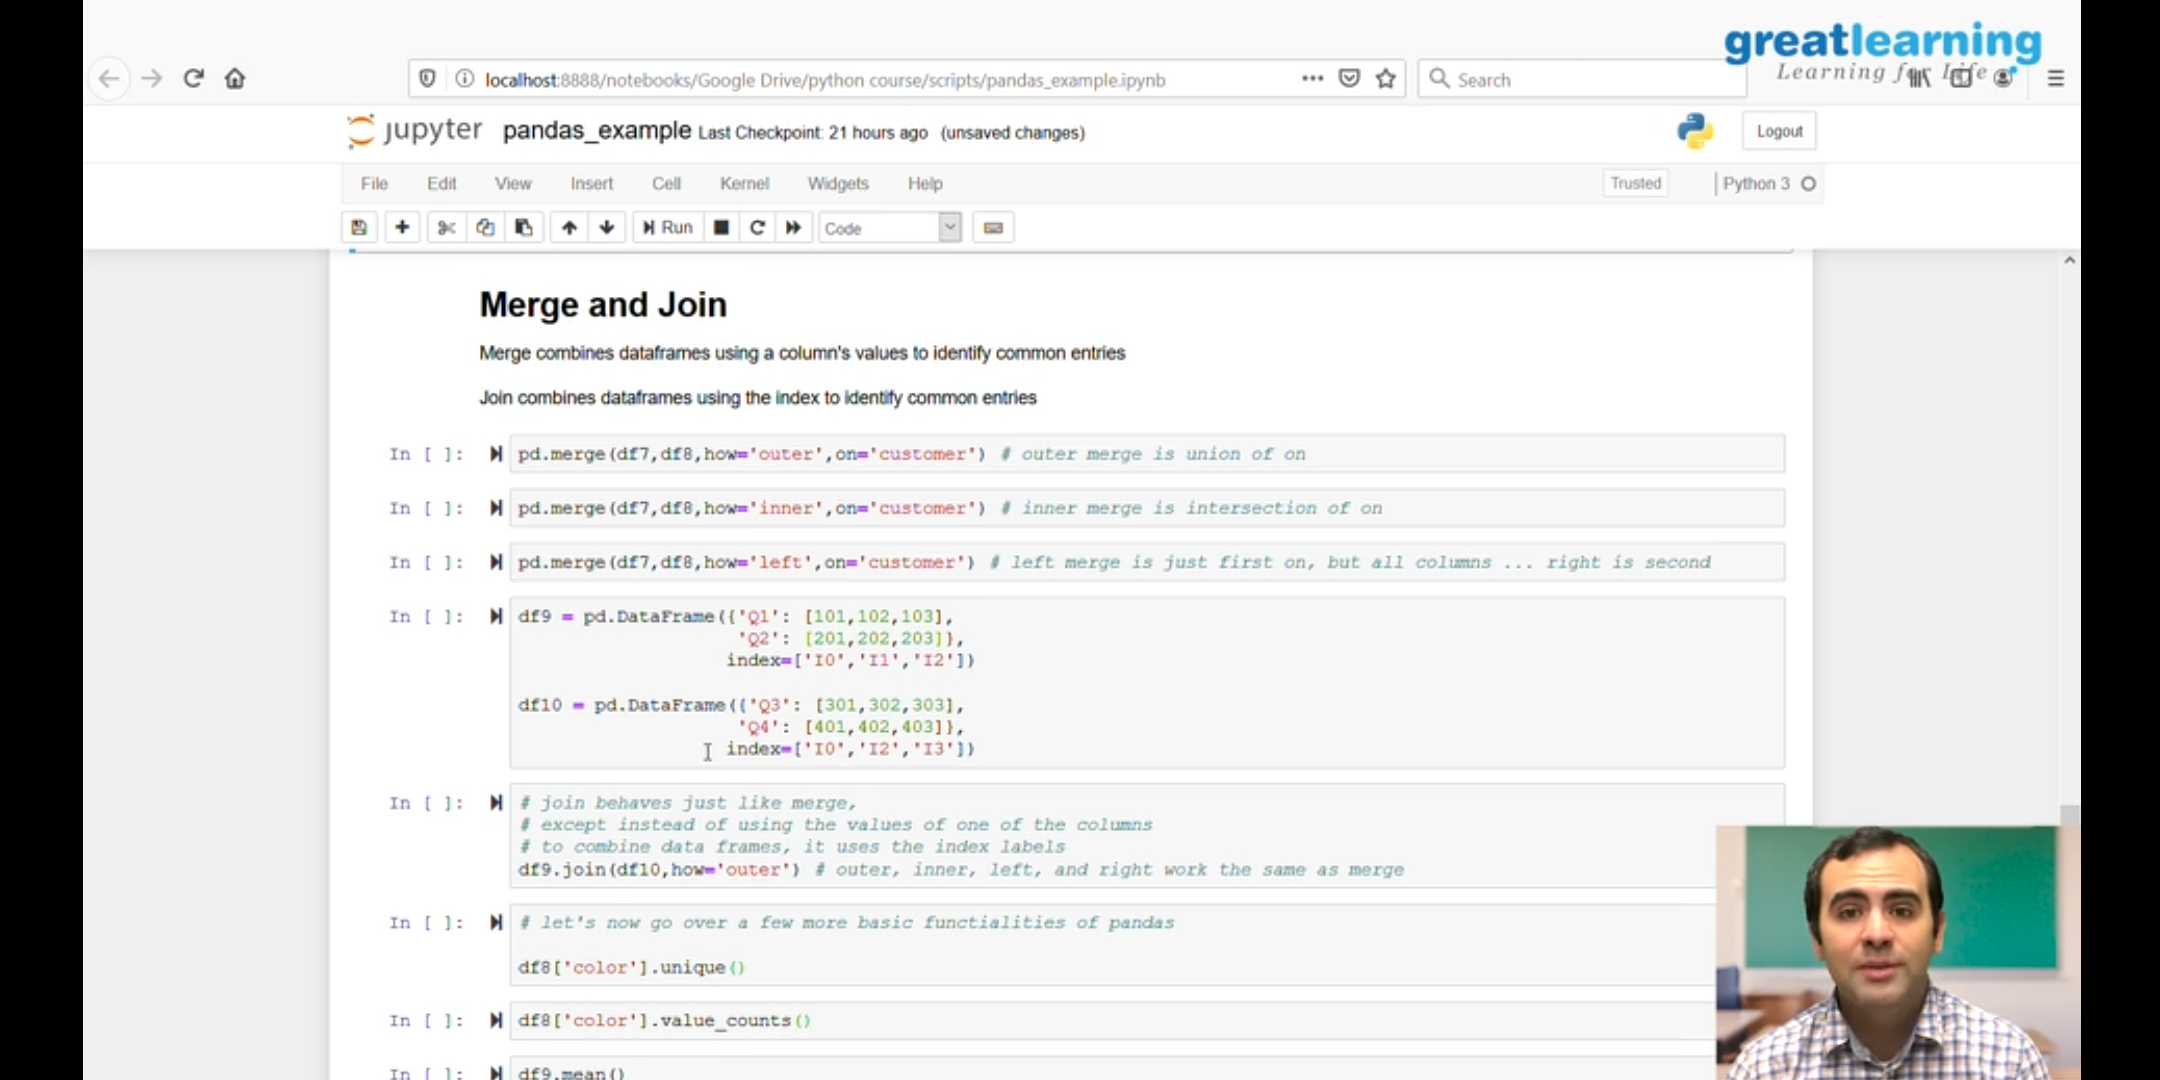 greatlearning
Learning for Life
localhost:8888/notebooks/Google Drive/python course/scripts/pandas_example.ipynb
Search
jupyter pandas_example Last Checkpoint: 21 hours ago (unsaved changes)
Logout
File Edit View Insert Cell Kernel Widgets Help
Trusted
Python 3
Run
Code
Merge and Join
Merge combines dataframes using a column's values to identify common entries
Join combines dataframes using the index to identify common entries
In [ ]: pd.merge(df7,df8,how='outer',on='customer') # outer merge is union of on
In [ ]: pd.merge(df7,df8,how='inner',on='customer') # inner merge is intersection of on
In [ ]: pd.merge(df7,df8,how='left',on='customer') # left merge is just first on, but all columns ... right is second
In [ ]: df9 = pd.DataFrame({'Q1': [101,102,103],
'Q2': [201,202,203]},
index=['I0','I1','I2'])
df10 = pd.DataFrame({'Q3': [301,302,303],
'Q4': [401,402,403]},
index=['I0','I2','I3'])
In [ ]: # join behaves just like merge,
# except instead of using the values of one of the columns
# to combine data frames, it uses the index labels
df9.join(df10,how='outer') # outer, inner, left, and right work the same as merge
In [ ]: # let's now go over a few more basic functialities of pandas
df8['color'].unique()
In [ ]: df8['color'].value_counts()
In [ ]: df9.mean()